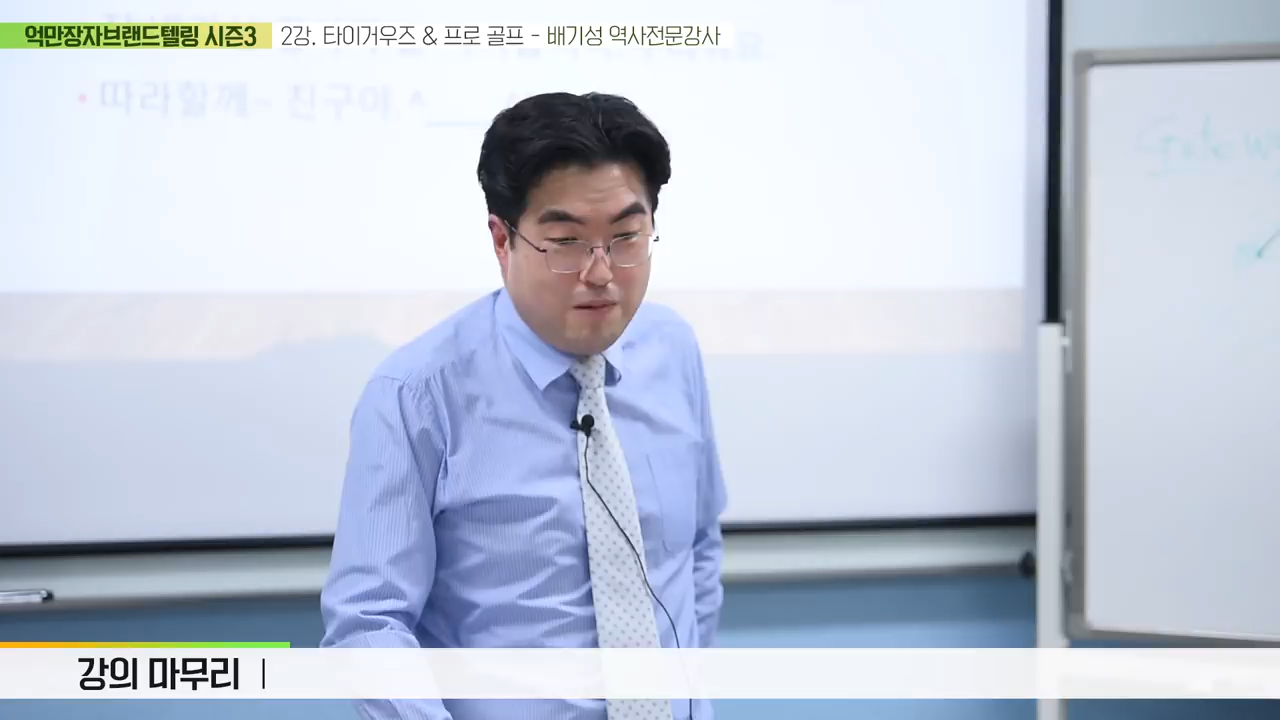 억만장자브랜드텔링 시즌3
2강. 타이거우즈 & 프로 골프 - 배기성 역사전문강사
따라할께~ 친구야. ^____^
강의 마무리 |